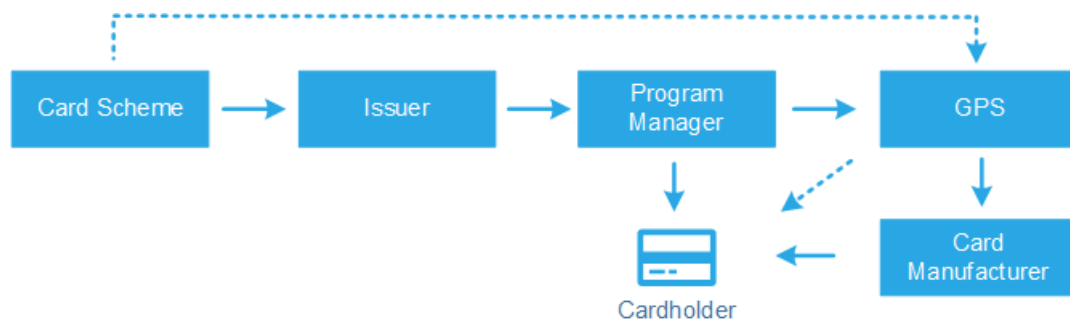 Card Scheme
Issuer
Program
Manager
GPS
Cardholder
Card
Manufacturer